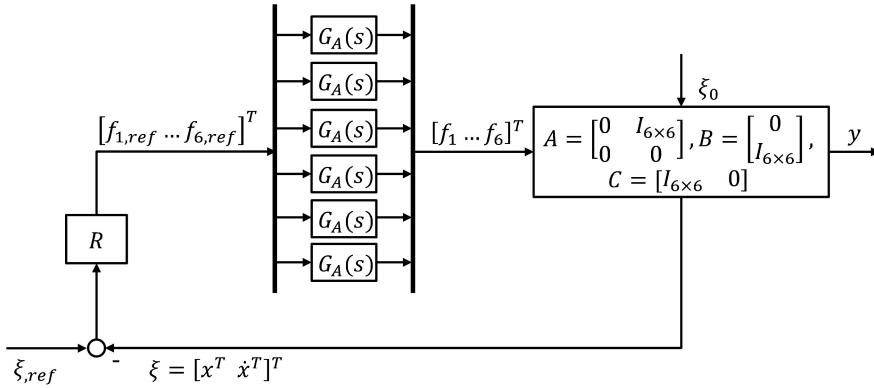 G_A(s)
G_A(s)
G_A(s)
G_A(s)
G_A(s)
G_A(s)
[f_{1,ref} … f_{6,ref}]^T
[f_1 … f_6]^T
ξ_0
A = [0 I_{6×6}; 0 0], B = [0; I_{6×6}],
C = [I_{6×6} 0]
y
R
-
ξ_{,ref}
ξ = [x^T ẋ^T]^T